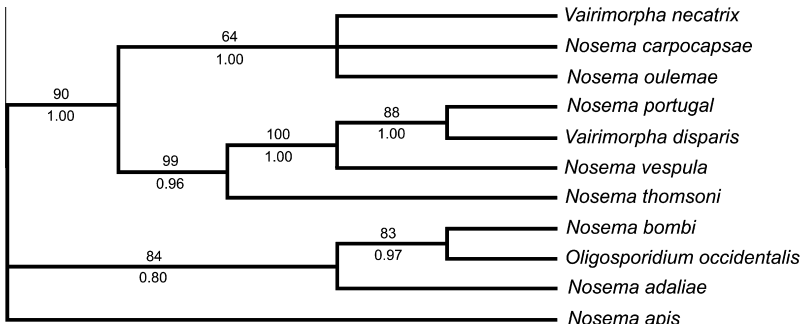 Vairimorpha necatrix
64
1.00
Nosema carpocapsae
Nosema oulemae
90
1.00
Nosema portugal
88
1.00
Vairimorpha disparis
100
1.00
Nosema vespula
99
0.96
Nosema thomsoni
Nosema bombi
83
0.97
Oligosporidium occidentalis
84
0.80
Nosema adaliae
Nosema apis